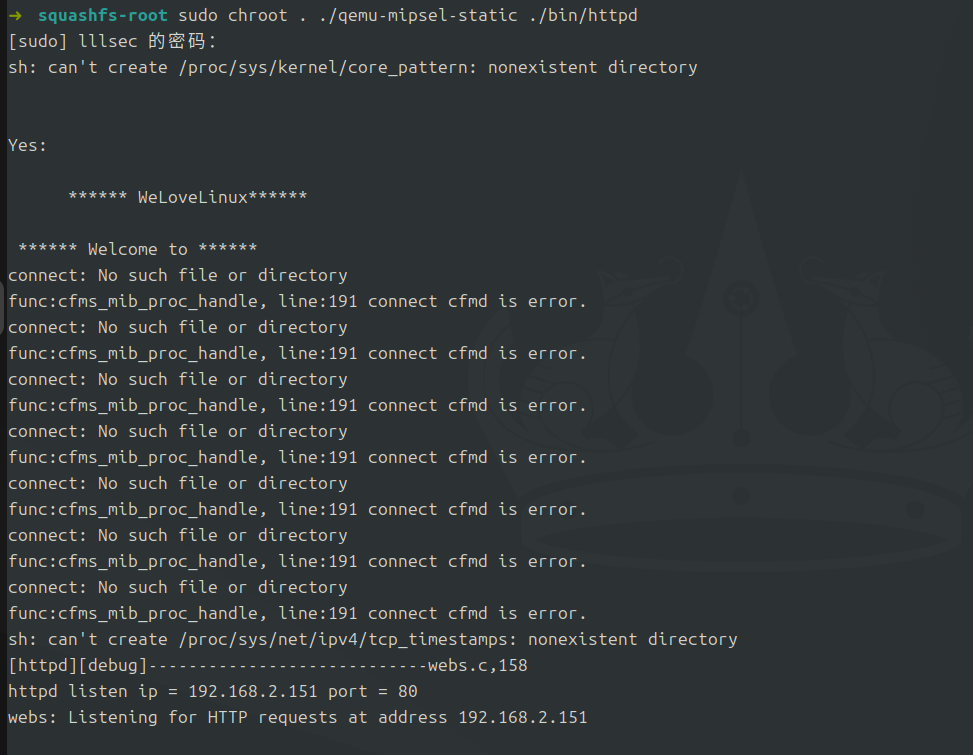 → squashfs-root sudo chroot . ./qemu-mipsel-static ./bin/httpd
[sudo] lllsec 的密码：
sh: can't create /proc/sys/kernel/core_pattern: nonexistent directory
Yes:
****** WeLoveLinux******
****** Welcome to ******
connect: No such file or directory
func:cfms_mib_proc_handle, line:191 connect cfmd is error.
connect: No such file or directory
func:cfms_mib_proc_handle, line:191 connect cfmd is error.
connect: No such file or directory
func:cfms_mib_proc_handle, line:191 connect cfmd is error.
connect: No such file or directory
func:cfms_mib_proc_handle, line:191 connect cfmd is error.
connect: No such file or directory
func:cfms_mib_proc_handle, line:191 connect cfmd is error.
connect: No such file or directory
func:cfms_mib_proc_handle, line:191 connect cfmd is error.
connect: No such file or directory
func:cfms_mib_proc_handle, line:191 connect cfmd is error.
sh: can't create /proc/sys/net/ipv4/tcp_timestamps: nonexistent directory
[httpd][debug]----------------------------webs.c,158
httpd listen ip = 192.168.2.151 port = 80
webs: Listening for HTTP requests at address 192.168.2.151